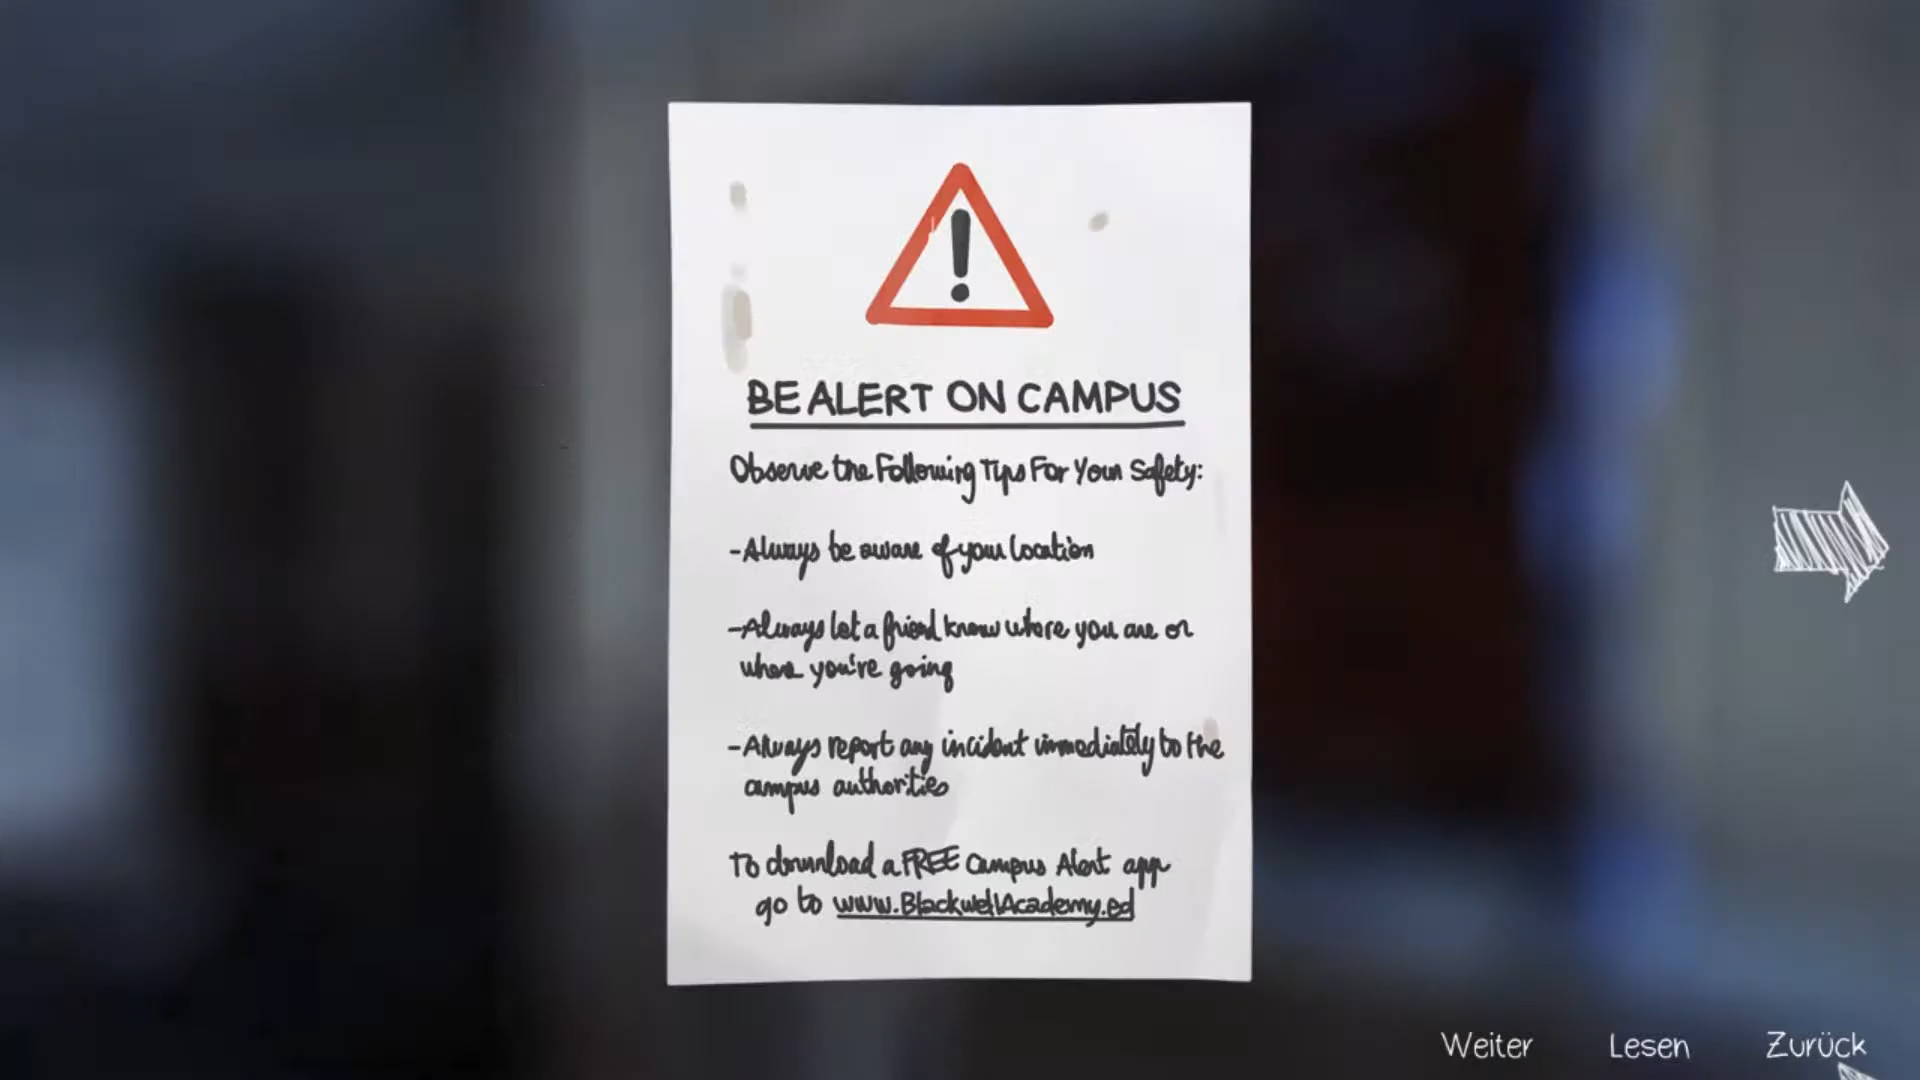 BE ALERT ON CAMPUS
Observe the Following Tips For Your Safety:
-Always be aware of your location
-Always let a friend know where you are or
where you're going
-Always report any incident immediately to the
campus authorities
To download a FREE Campus Alert app
go to www.BlackwellAcademy.ed
Weiter Lesen Zurück